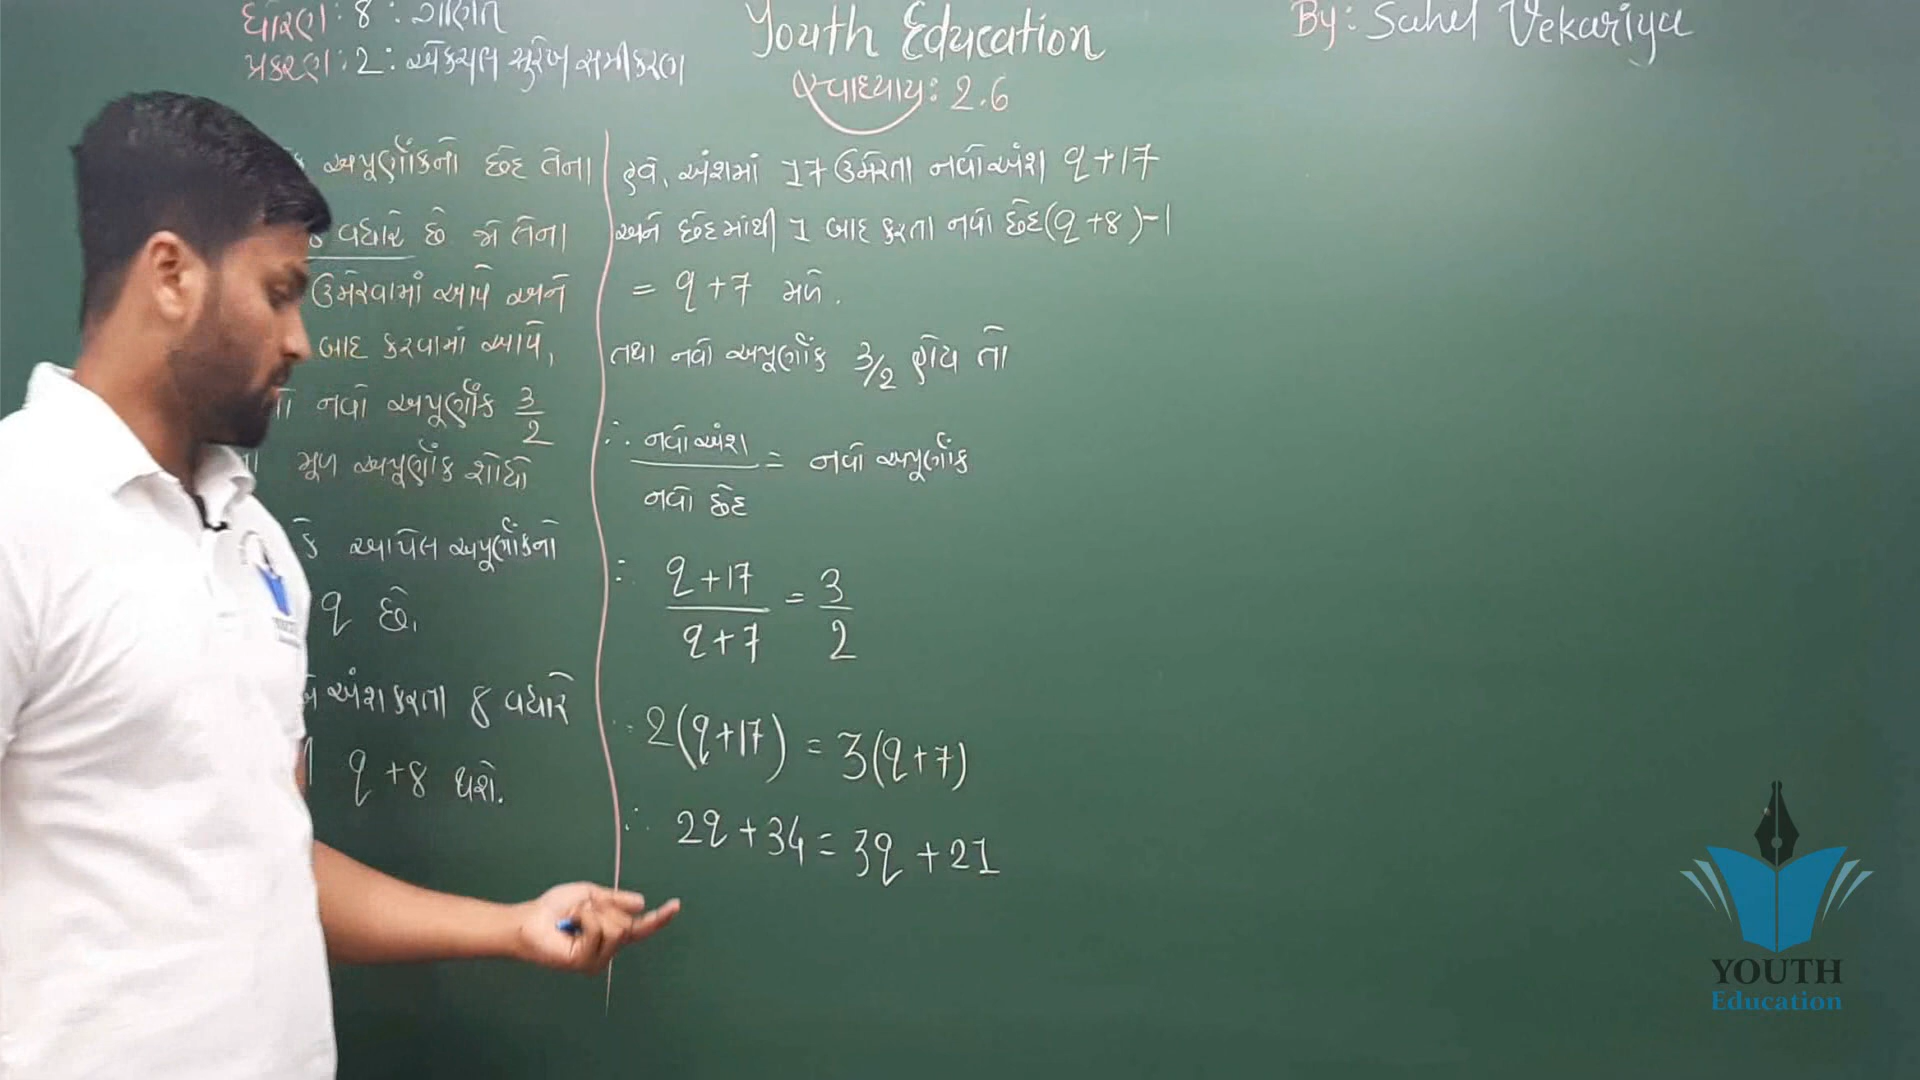 ધોરણ : 8 : ગણિત
પ્રકરણ : 2 : એકચલ સુરેખ સમીકરણ
Youth Education
સ્વાધ્યાય : 2.6
By: Sahil Vekariya
અપૂર્ણાંકનો છેદ તેના
વધારે છે જો તેના
ઉમેરવામાં આવે અને
બાદ કરવામાં આવે,
નવો અપૂર્ણાંક 3/2
મૂળ અપૂર્ણાંક શોધો
કે આપેલ અપૂર્ણાંકનો
q છે.
અંશ કરતા 8 વધારે
q + 8 થશે.
હવે, અંશમાં 17 ઉમેરતા નવો અંશ q + 17
અને છેદમાંથી 1 બાદ કરતા નવો છેદ (q + 8) - 1
= q + 7 મળે.
તથા નવો અપૂર્ણાંક 3/2 હોય તો
∴ નવો અંશ / નવો છેદ = નવો અપૂર્ણાંક
∴ q + 17 / q + 7 = 3 / 2
∴ 2(q + 17) = 3(q + 7)
∴ 2q + 34 = 3q + 21
YOUTH
Education